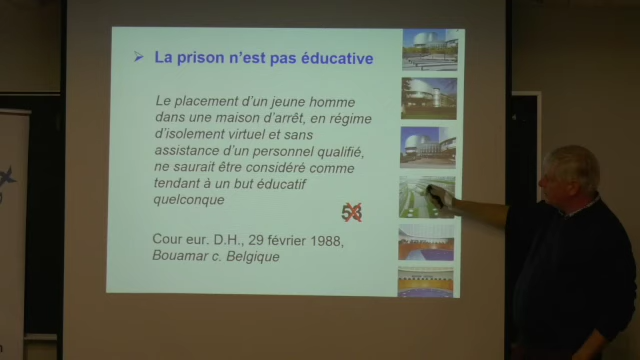 La prison n'est pas éducative
Le placement d'un jeune homme
dans une maison d'arrêt, en régime
d'isolement virtuel et sans
assistance d'un personnel qualifié,
ne saurait être considéré comme
tendant à un but éducatif
quelconque
53
Cour eur. D.H., 29 février 1988,
Bouamar c. Belgique